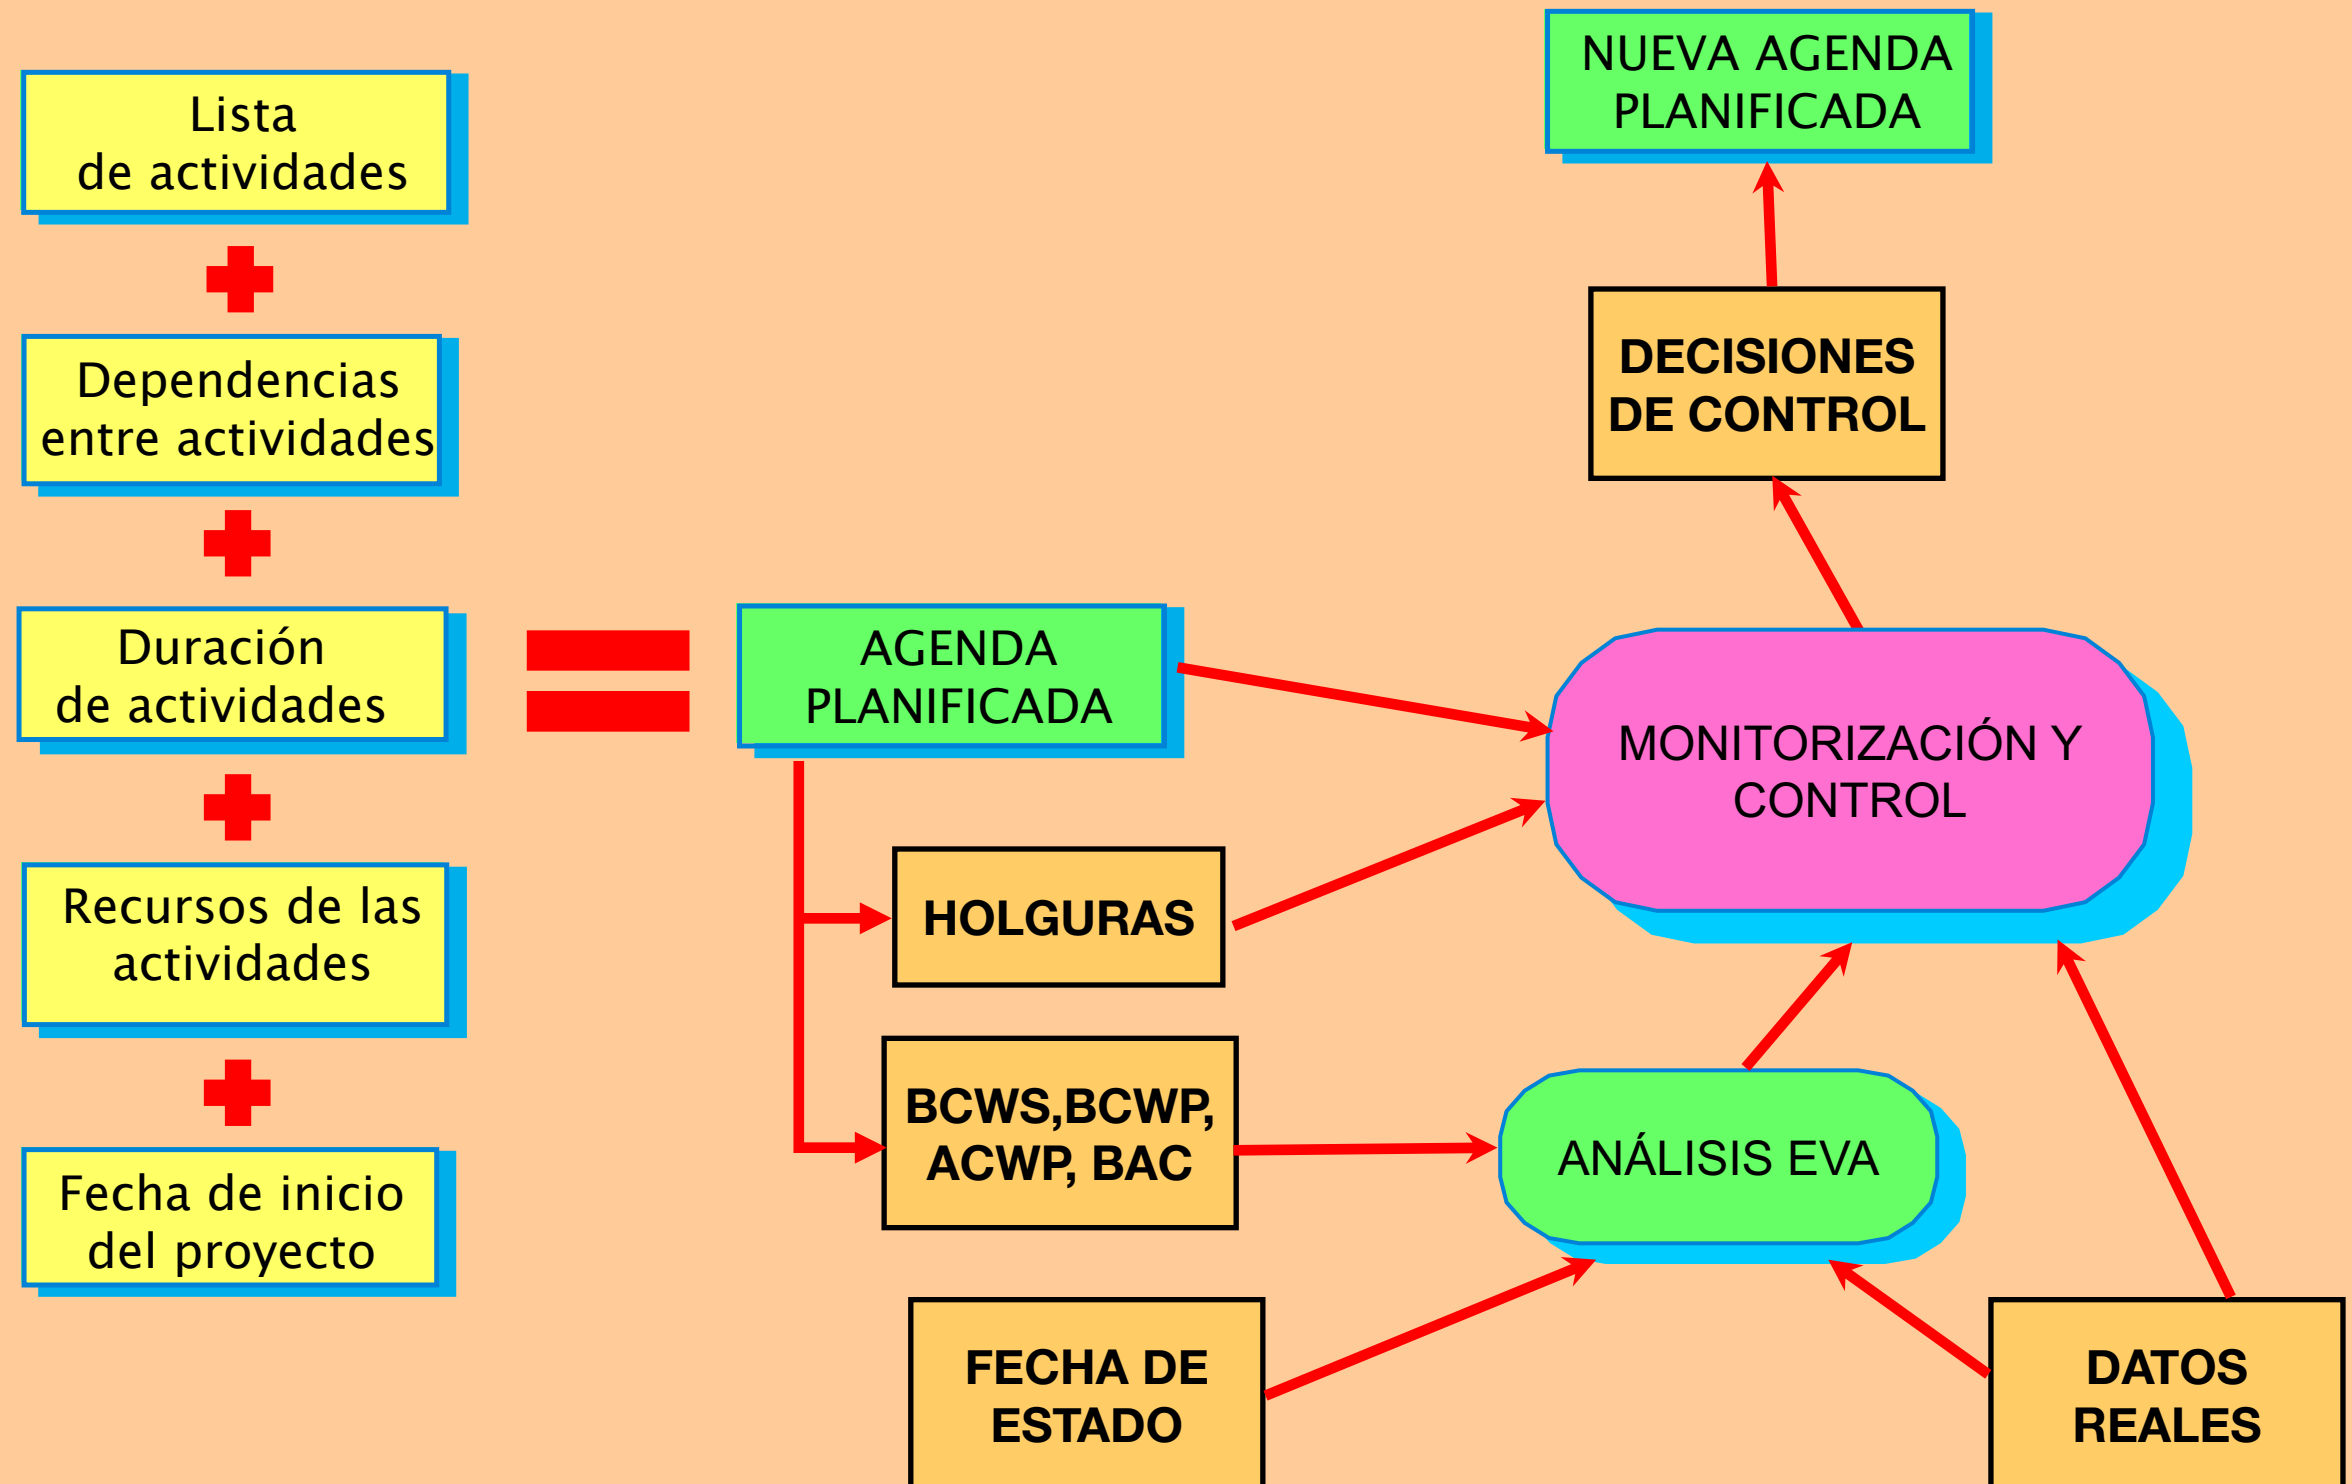 Lista
de actividades
Dependencias
entre actividades
Duración
de actividades
Recursos de las
actividades
Fecha de inicio
del proyecto
AGENDA
PLANIFICADA
HOLGURAS
BCWS,BCWP,
ACWP, BAC
FECHA DE
ESTADO
NUEVA AGENDA
PLANIFICADA
DECISIONES
DE CONTROL
MONITORIZACIÓN Y
CONTROL
ANÁLISIS EVA
DATOS
REALES